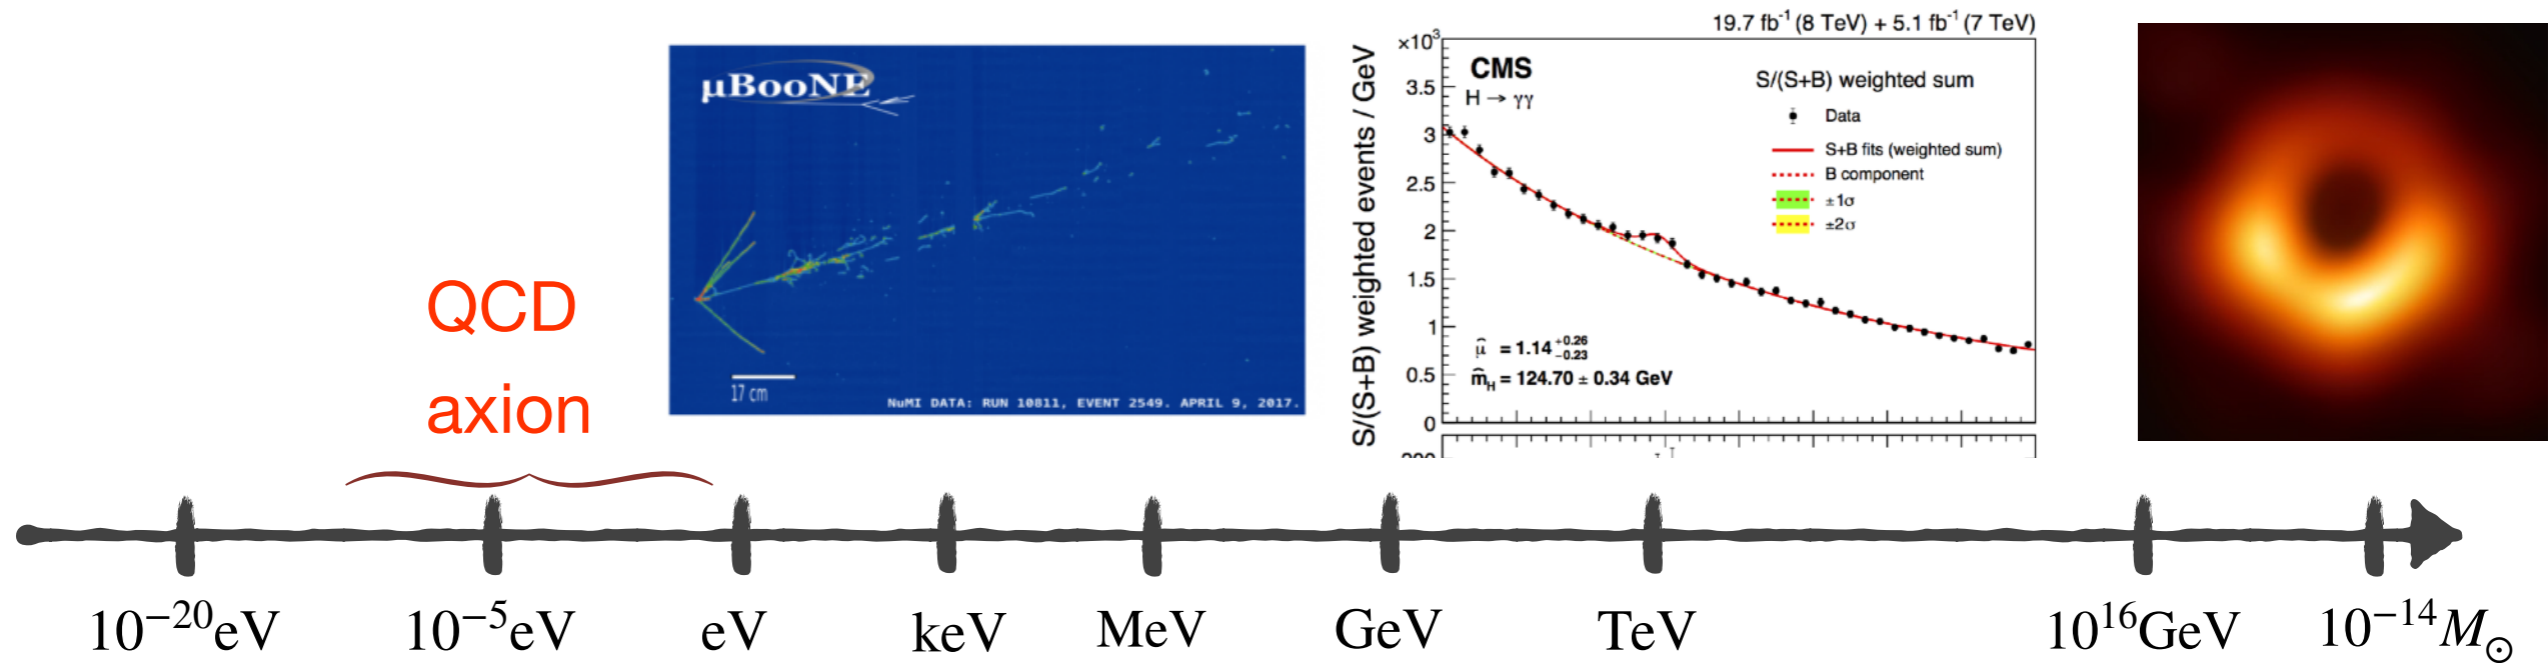 QCD
axion
µBooNE
17 cm
NuMI DATA: RUN 10811, EVENT 2549. APRIL 9, 2017.
19.7 fb⁻¹ (8 TeV) + 5.1 fb⁻¹ (7 TeV)
×10³
S/(S+B) weighted events / GeV
3.5
3
2.5
2
1.5
1
0.5
0
CMS
H → γγ
S/(S+B) weighted sum
Data
S+B fits (weighted sum)
B component
±1σ
±2σ
µ̂ = 1.14 +0.26 −0.23
m̂_H = 124.70 ± 0.34 GeV
10⁻²⁰eV 10⁻⁵eV eV keV MeV GeV TeV 10¹⁶GeV 10⁻¹⁴M☉